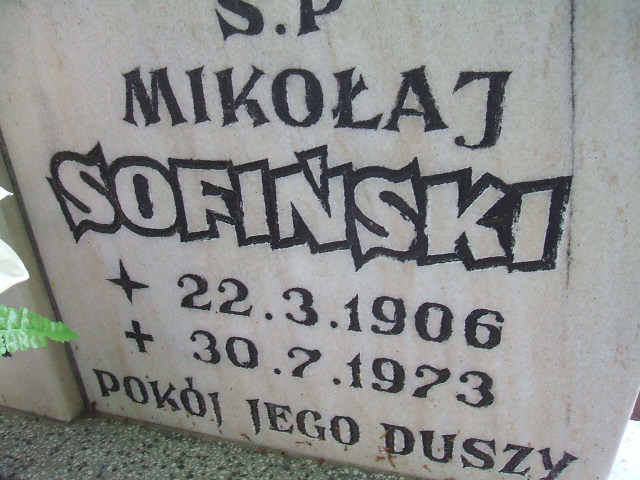 S.P
MIKOŁAJ
SOFIŃSKI
22.3.1906
+ 30.7.1973
POKÓJ JEGO DUSZY